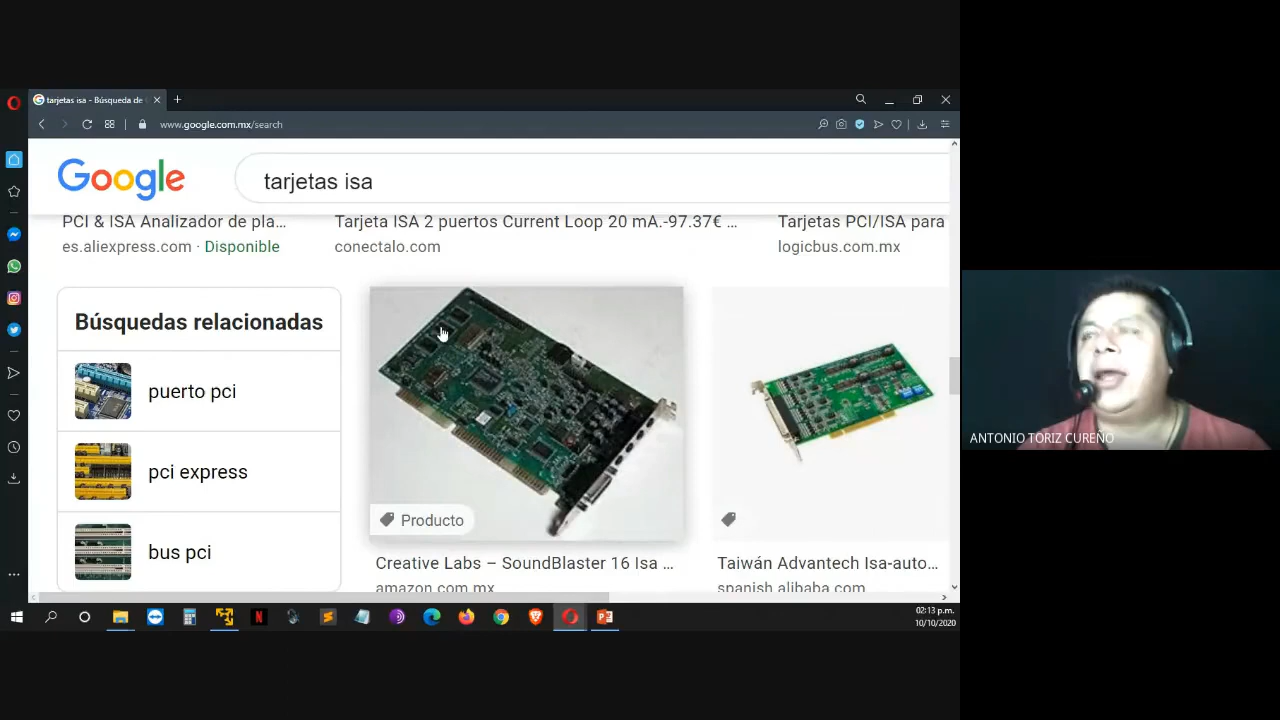 tarjetas isa - Búsqueda de
www.google.com.mx/search
Google
tarjetas isa
PCI & ISA Analizador de pla...
es.aliexpress.com · Disponible
Tarjeta ISA 2 puertos Current Loop 20 mA.-97.37€ ...
conectalo.com
Tarjetas PCI/ISA para
logicbus.com.mx
Búsquedas relacionadas
puerto pci
pci express
bus pci
Producto
Creative Labs – SoundBlaster 16 Isa ...
amazon.com.mx
Taiwán Advantech Isa-auto...
spanish.alibaba.com
ANTONIO TORIZ CUREÑO
02:13 p.m.
10/10/2020